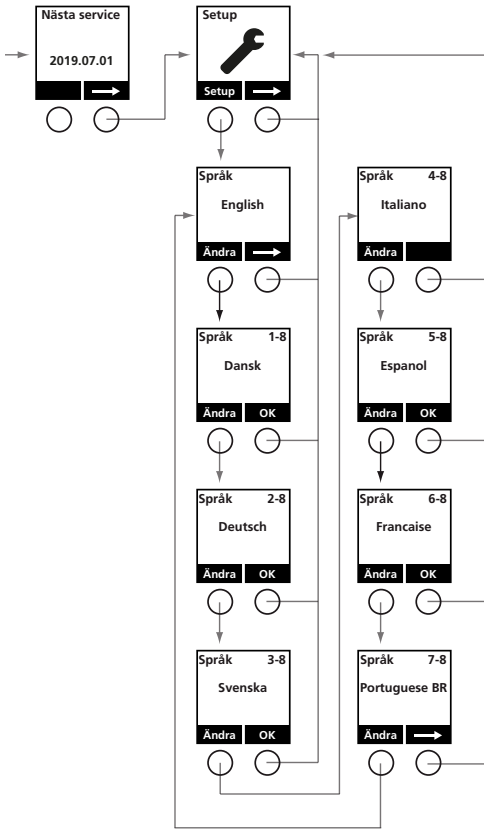 Nästa service
2019.07.01
Setup
Setup
Språk
English
Ändra
Språk 1-8
Dansk
Ändra OK
Språk 2-8
Deutsch
Ändra OK
Språk 3-8
Svenska
Ändra OK
Språk 4-8
Italiano
Ändra
Språk 5-8
Espanol
Ändra OK
Språk 6-8
Francaise
Ändra OK
Språk 7-8
Portuguese BR
Ändra